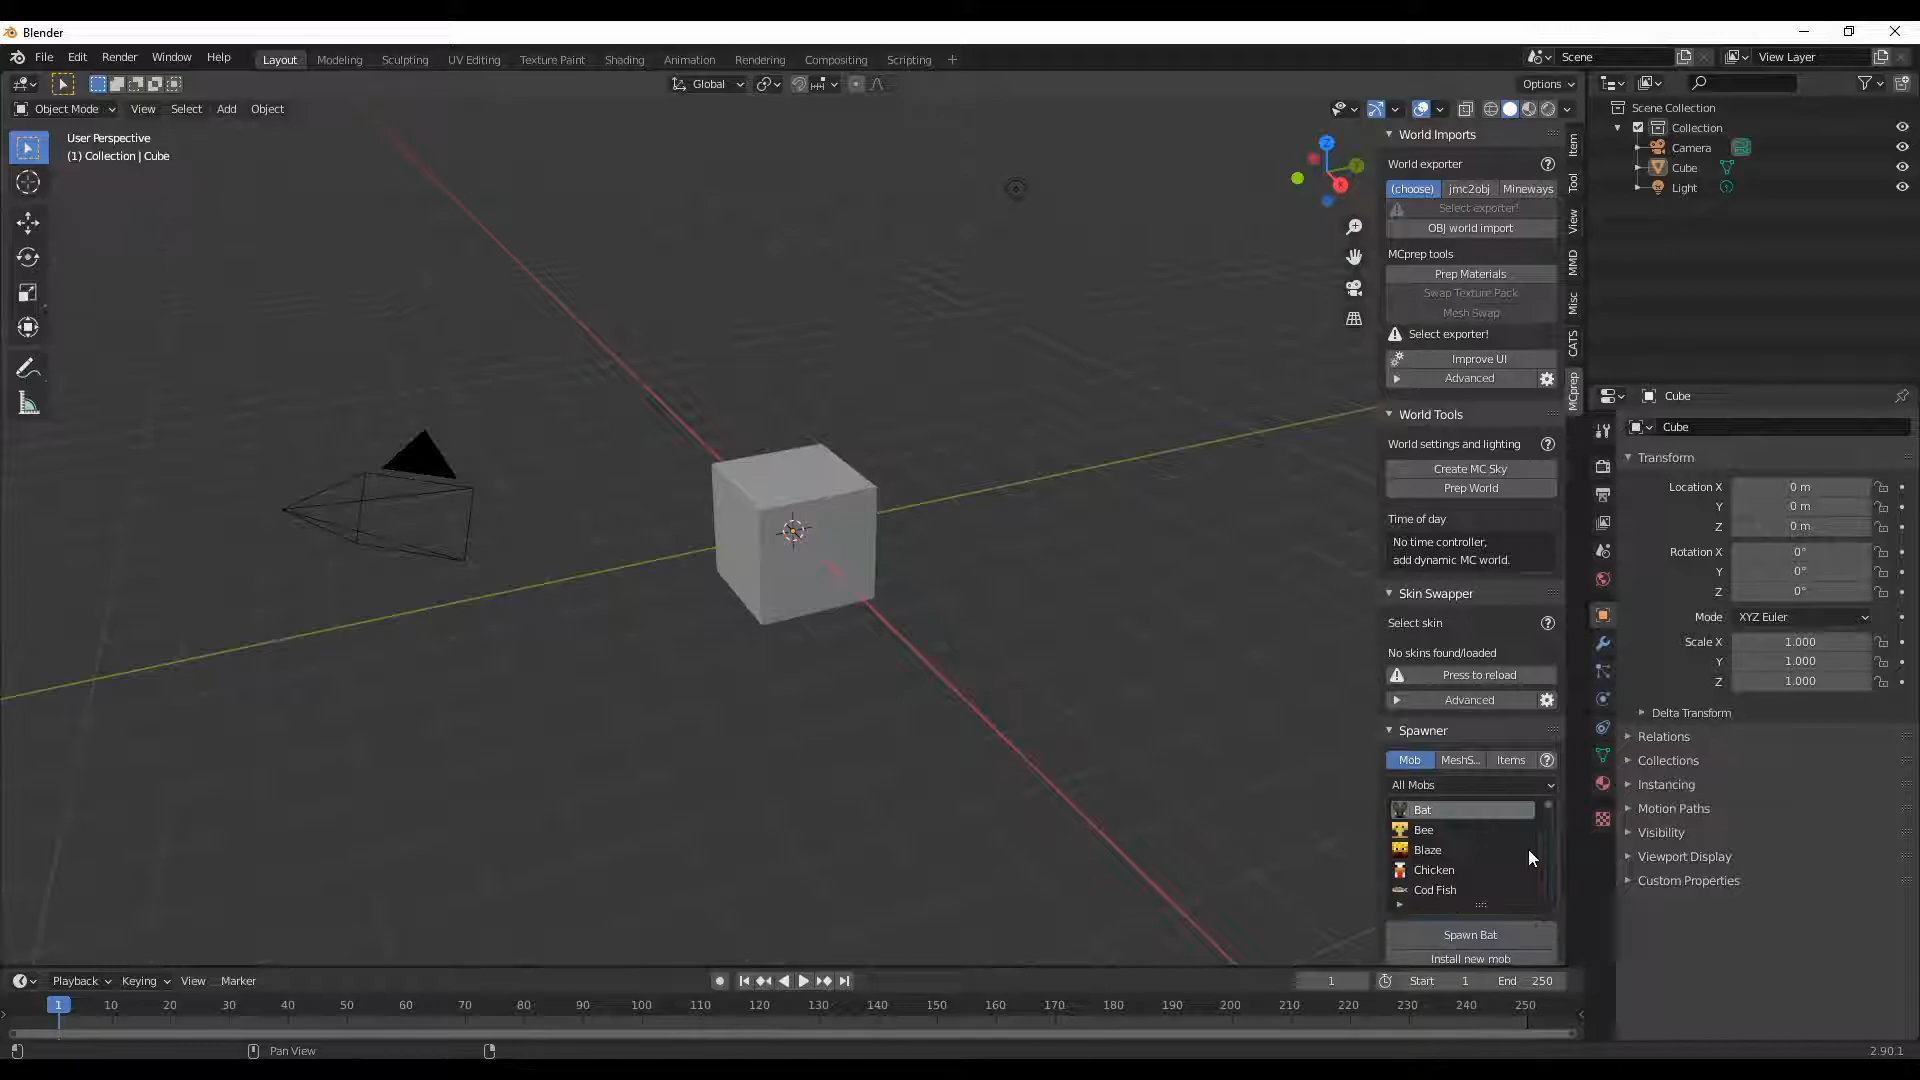 Blender
File Edit Render Window Help Layout Modeling Sculpting UV Editing Texture Paint Shading Animation Rendering Compositing Scripting + Scene View Layer
Global Options
Object Mode View Select Add Object
User Perspective
(1) Collection | Cube
Z
Y
X
World Imports
World exporter ?
(choose) jmc2obj Mineways
Select exporter!
OBJ world import
MCprep tools
Prep Materials
Swap Texture Pack
Mesh Swap
Select exporter!
Improve UI
Advanced
World Tools
World settings and lighting ?
Create MC Sky
Prep World
Time of day
No time controller,
add dynamic MC world.
Skin Swapper
Select skin ?
No skins found/loaded
Press to reload
Advanced
Spawner
Mob MeshS... Items ?
All Mobs
Bat
Bee
Blaze
Chicken
Cod Fish
Spawn Bat
Install new mob
Item
Tool
View
MMD
Misc
CATS
MCprep
Scene Collection
Collection
Camera
Cube
Light
Cube
Cube
Transform
Location X 0 m
Y 0 m
Z 0 m
Rotation X 0°
Y 0°
Z 0°
Mode XYZ Euler
Scale X 1.000
Y 1.000
Z 1.000
Delta Transform
Relations
Collections
Instancing
Motion Paths
Visibility
Viewport Display
Custom Properties
Playback Keying View Marker 1 Start 1 End 250
1 10 20 30 40 50 60 70 80 90 100 110 120 130 140 150 160 170 180 190 200 210 220 230 240 250
Pan View 2.90.1